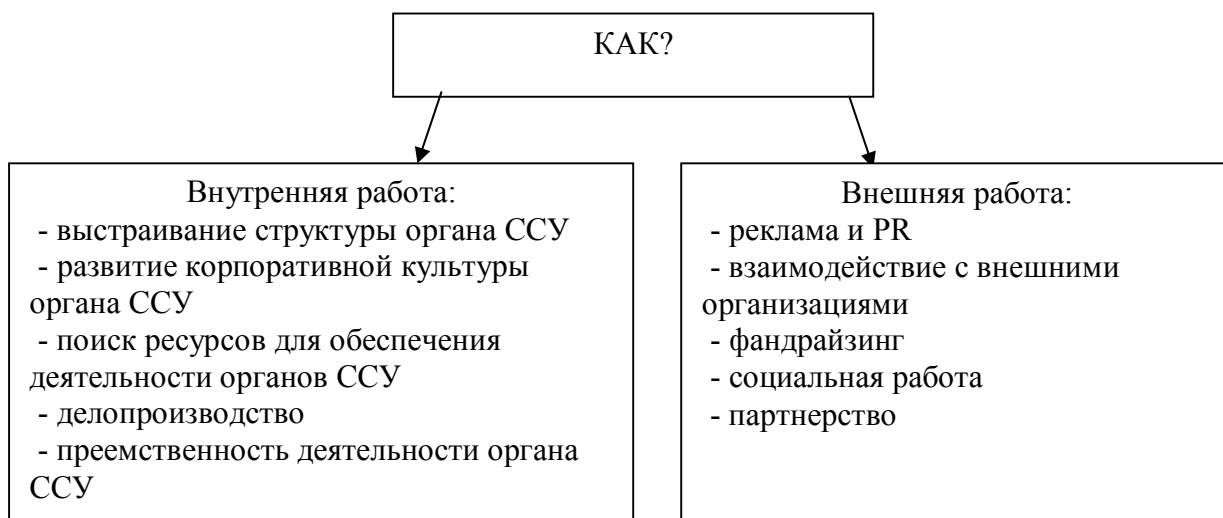 КАК?
Внутренняя работа:
- выстраивание структуры органа ССУ
- развитие корпоративной культуры
органа ССУ
- поиск ресурсов для обеспечения
деятельности органов ССУ
- делопроизводство
- преемственность деятельности органа
ССУ
Внешняя работа:
- реклама и PR
- взаимодействие с внешними
организациями
- фандрайзинг
- социальная работа
- партнерство